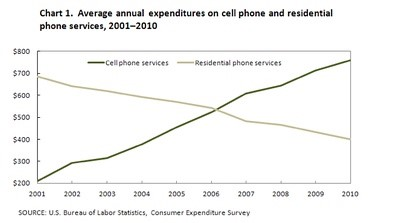 Chart 1. Average annual expenditures on cell phone and residential
phone services, 2001–2010
$800
Cell phone services
Residential phone services
$700
$600
$500
$400
$300
$200
2001 2002 2003 2004 2005 2006 2007 2008 2009 2010
SOURCE: U.S. Bureau of Labor Statistics, Consumer Expenditure Survey